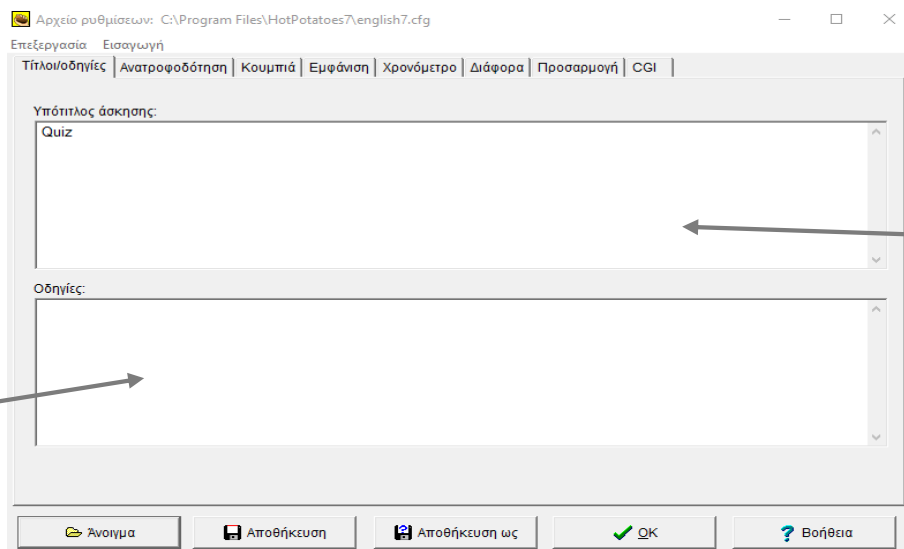 Αρχείο ρυθμίσεων: C:\Program Files\HotPotatoes7\english7.cfg
Επεξεργασία Εισαγωγή
Τίτλοι/οδηγίες Ανατροφοδότηση Κουμπιά Εμφάνιση Χρονόμετρο Διάφορα Προσαρμογή CGI
Υπότιτλος άσκησης:
Quiz
Οδηγίες:
Άνοιγμα Αποθήκευση Αποθήκευση ως OK Βοήθεια